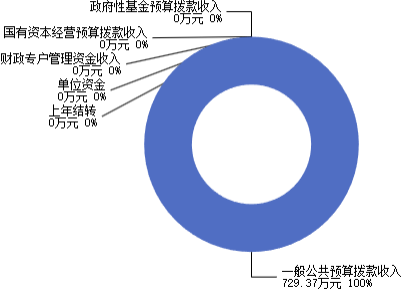 政府性基金预算拨款收入
0万元 0%
国有资本经营预算拨款收入
0万元 0%
财政专户管理资金收入
0万元 0%
单位资金
0万元 0%
上年结转
0万元 0%
一般公共预算拨款收入
729.37万元 100%